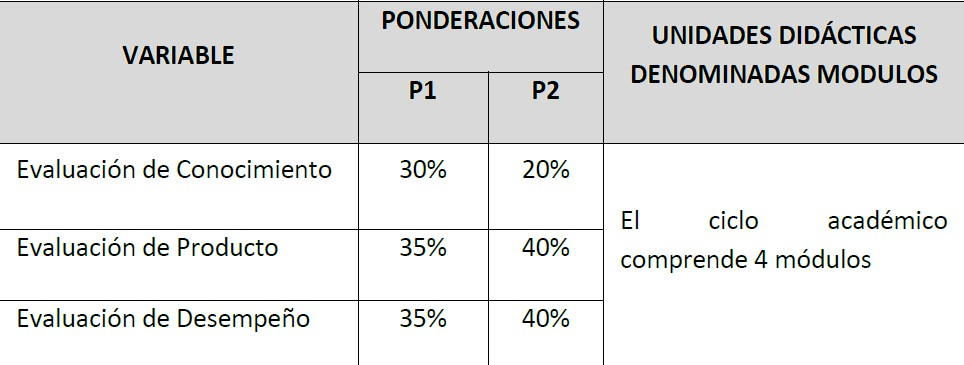 VARIABLE
PONDERACIONES
UNIDADES DIDÁCTICAS
DENOMINADAS MODULOS
P1
P2
Evaluación de Conocimiento
30%
20%
El ciclo académico
comprende 4 módulos
Evaluación de Producto
35%
40%
Evaluación de Desempeño
35%
40%